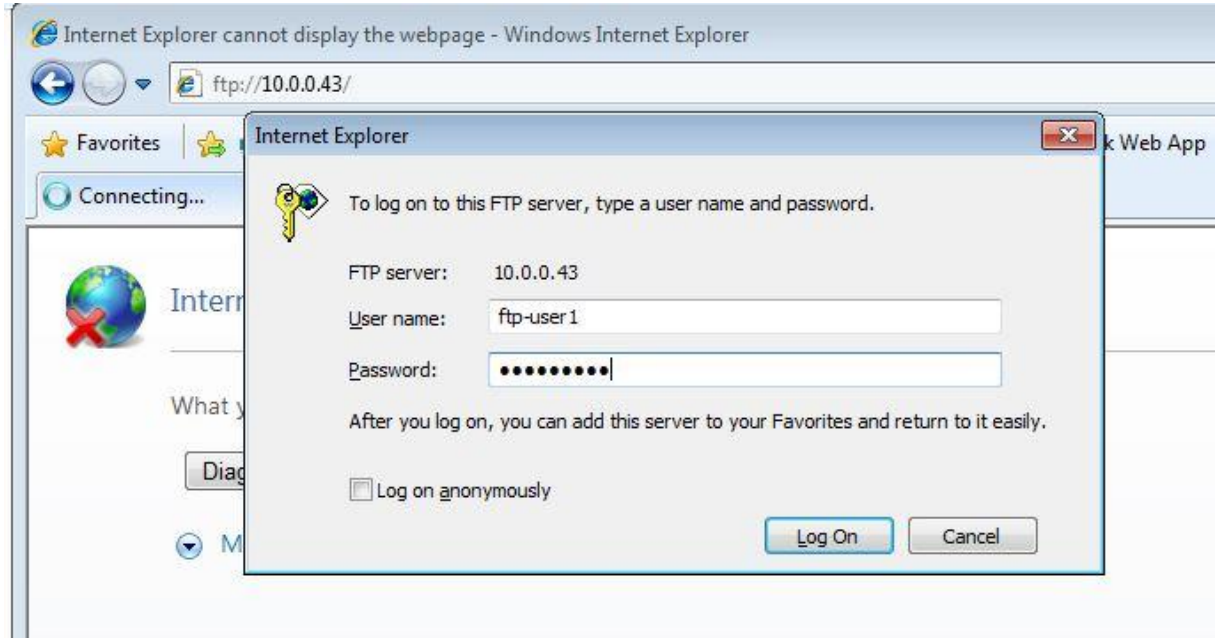 Internet Explorer cannot display the webpage - Windows Internet Explorer
ftp://10.0.0.43/
Favorites
k Web App
Connecting...
Internet Explorer
To log on to this FTP server, type a user name and password.
FTP server: 10.0.0.43
User name: ftp-user1
Password: •••••••••
After you log on, you can add this server to your Favorites and return to it easily.
Log on anonymously
Log On Cancel
Intern
What y
Diag
M